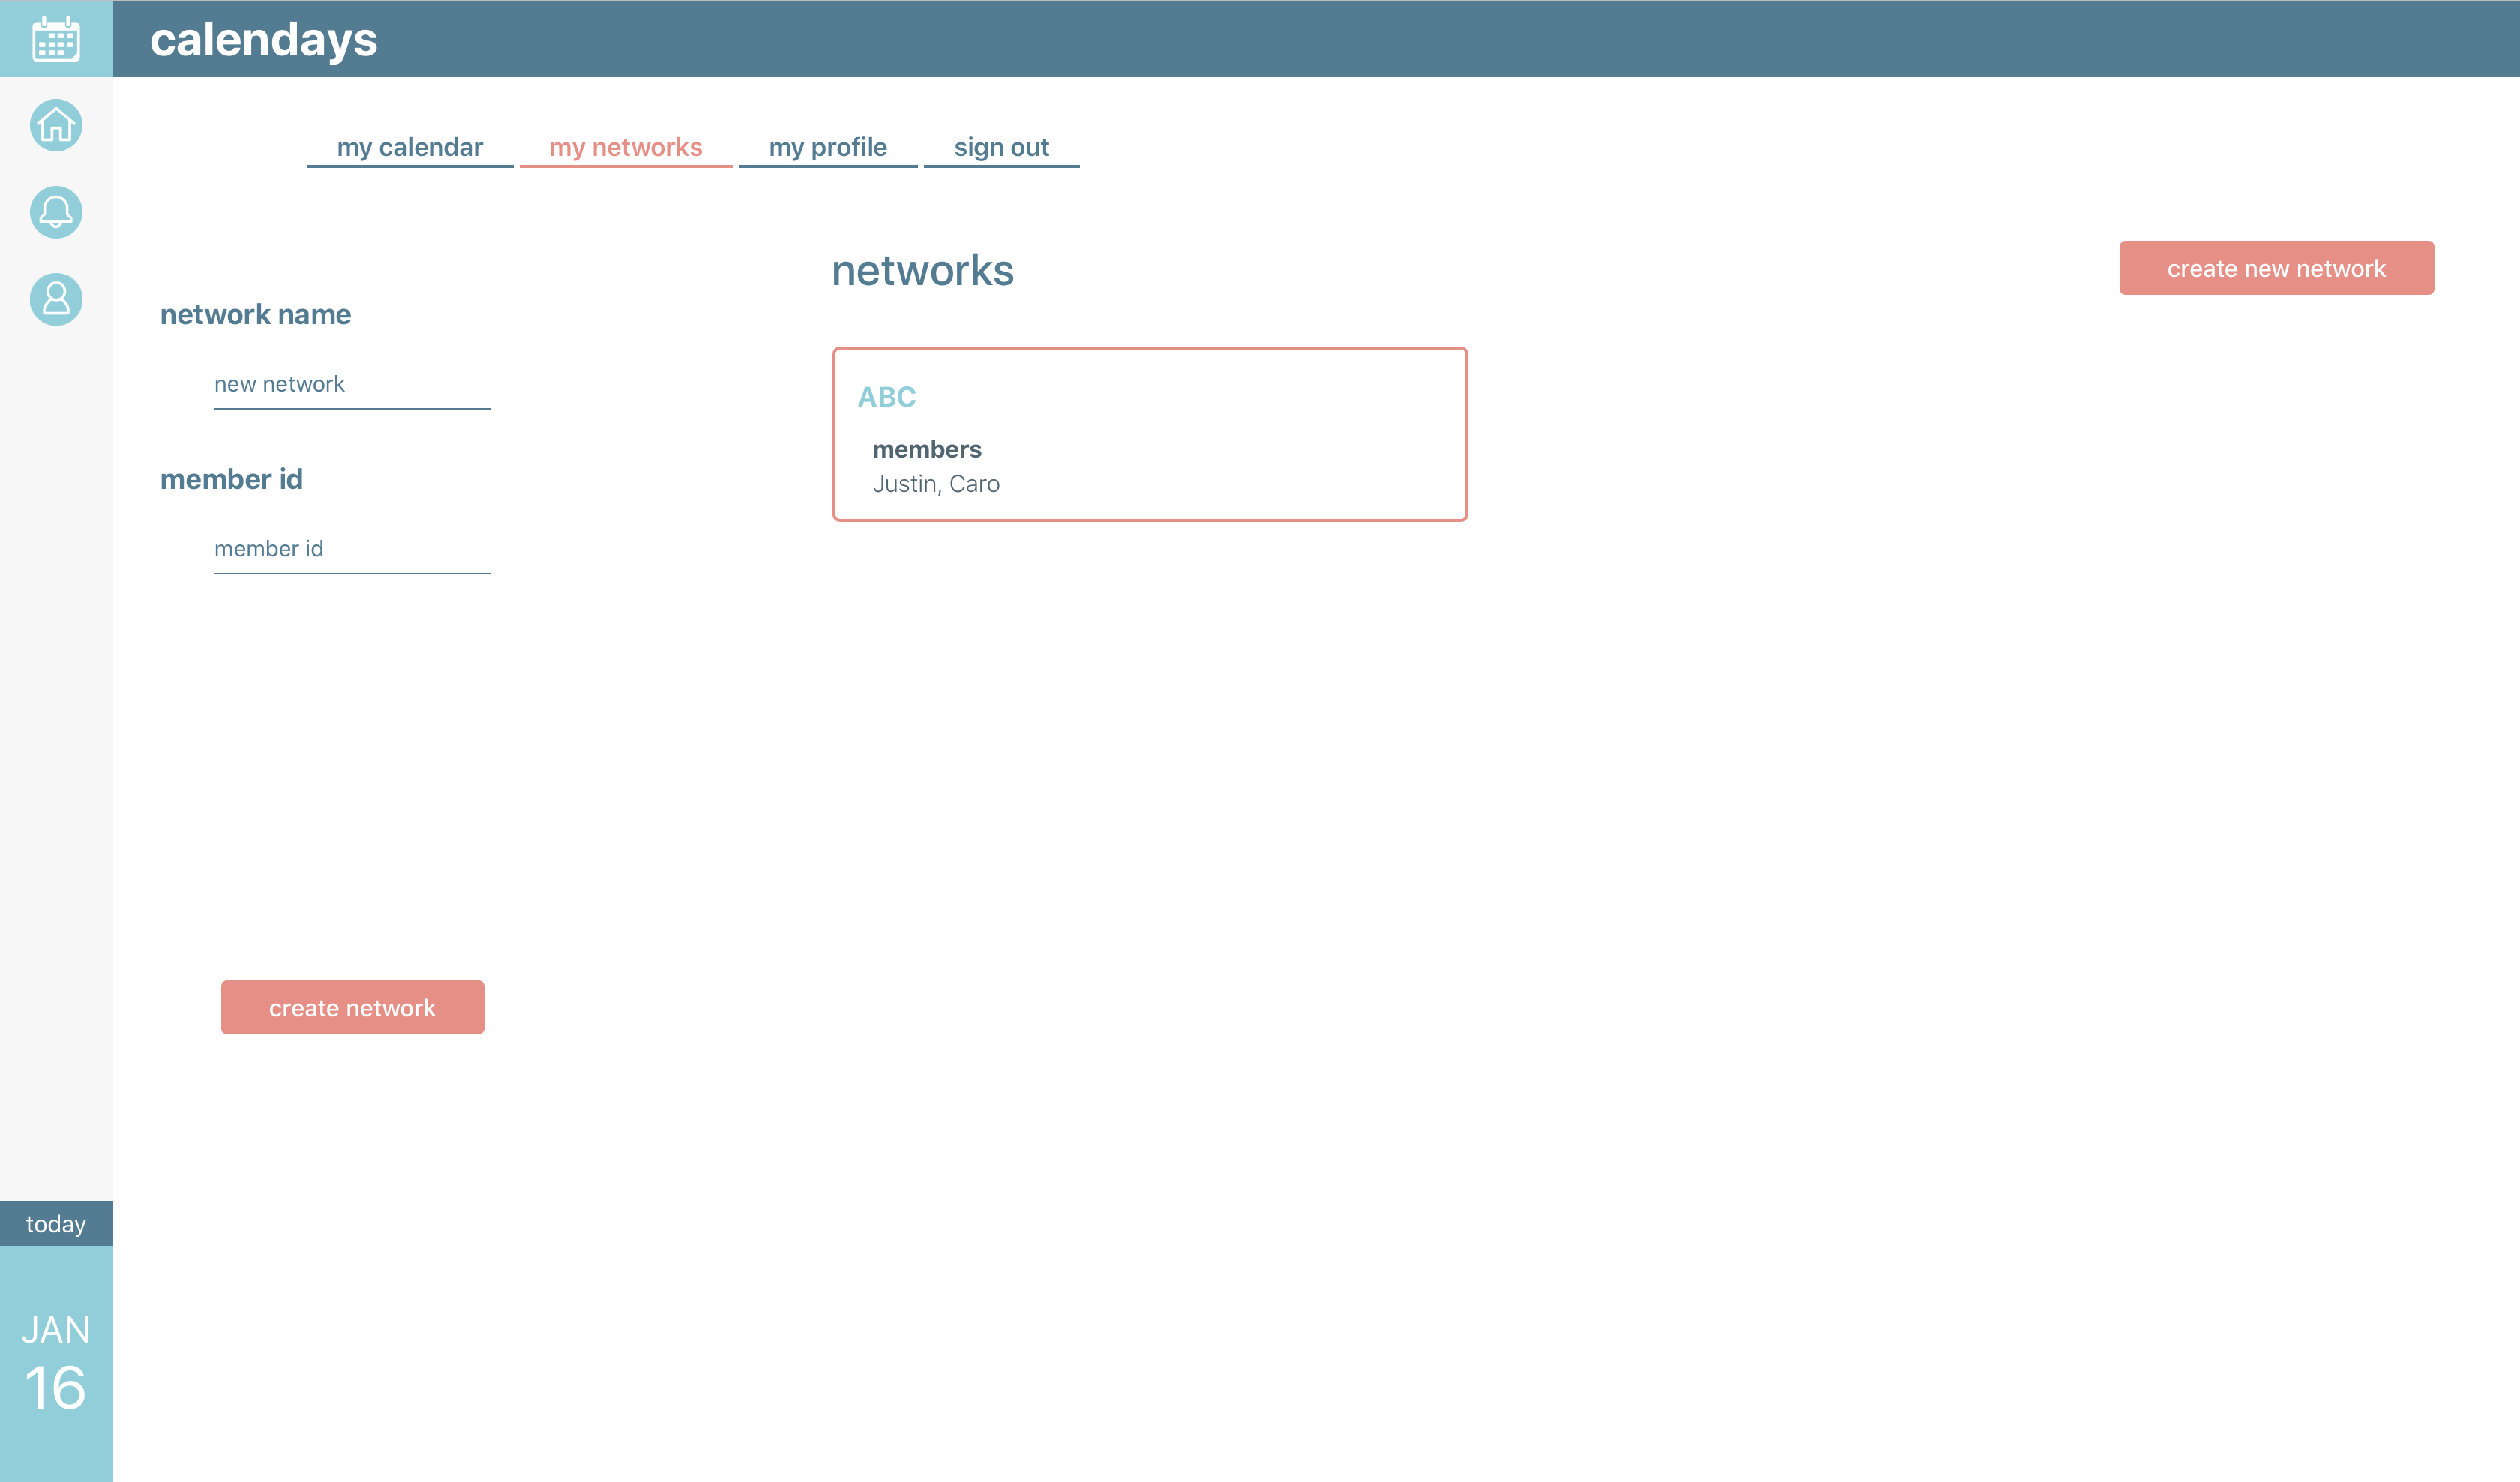 calendays
my calendar my networks my profile sign out
networks
create new network
network name
new network
member id
member id
create network
ABC
members
Justin, Caro
today
JAN
16